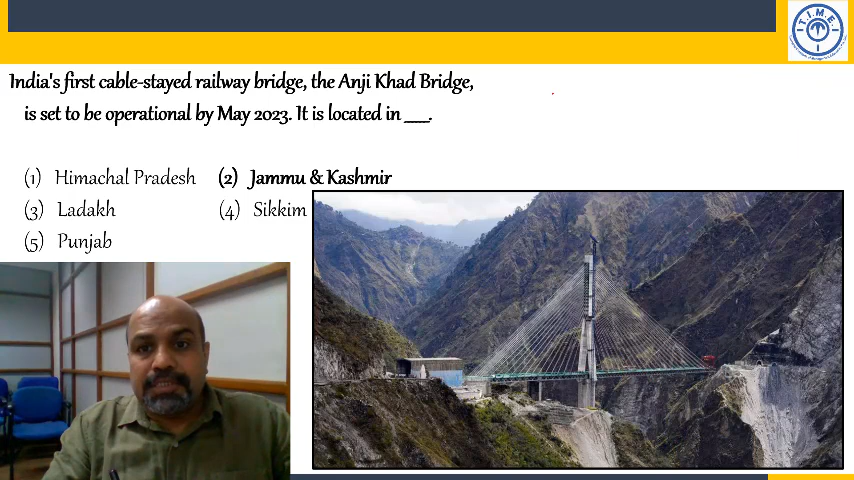 T.I.M.E.
India's first cable-stayed railway bridge, the Anji Khad Bridge,
is set to be operational by May 2023. It is located in ___.
(1) Himachal Pradesh (2) Jammu & Kashmir
(3) Ladakh (4) Sikkim
(5) Punjab